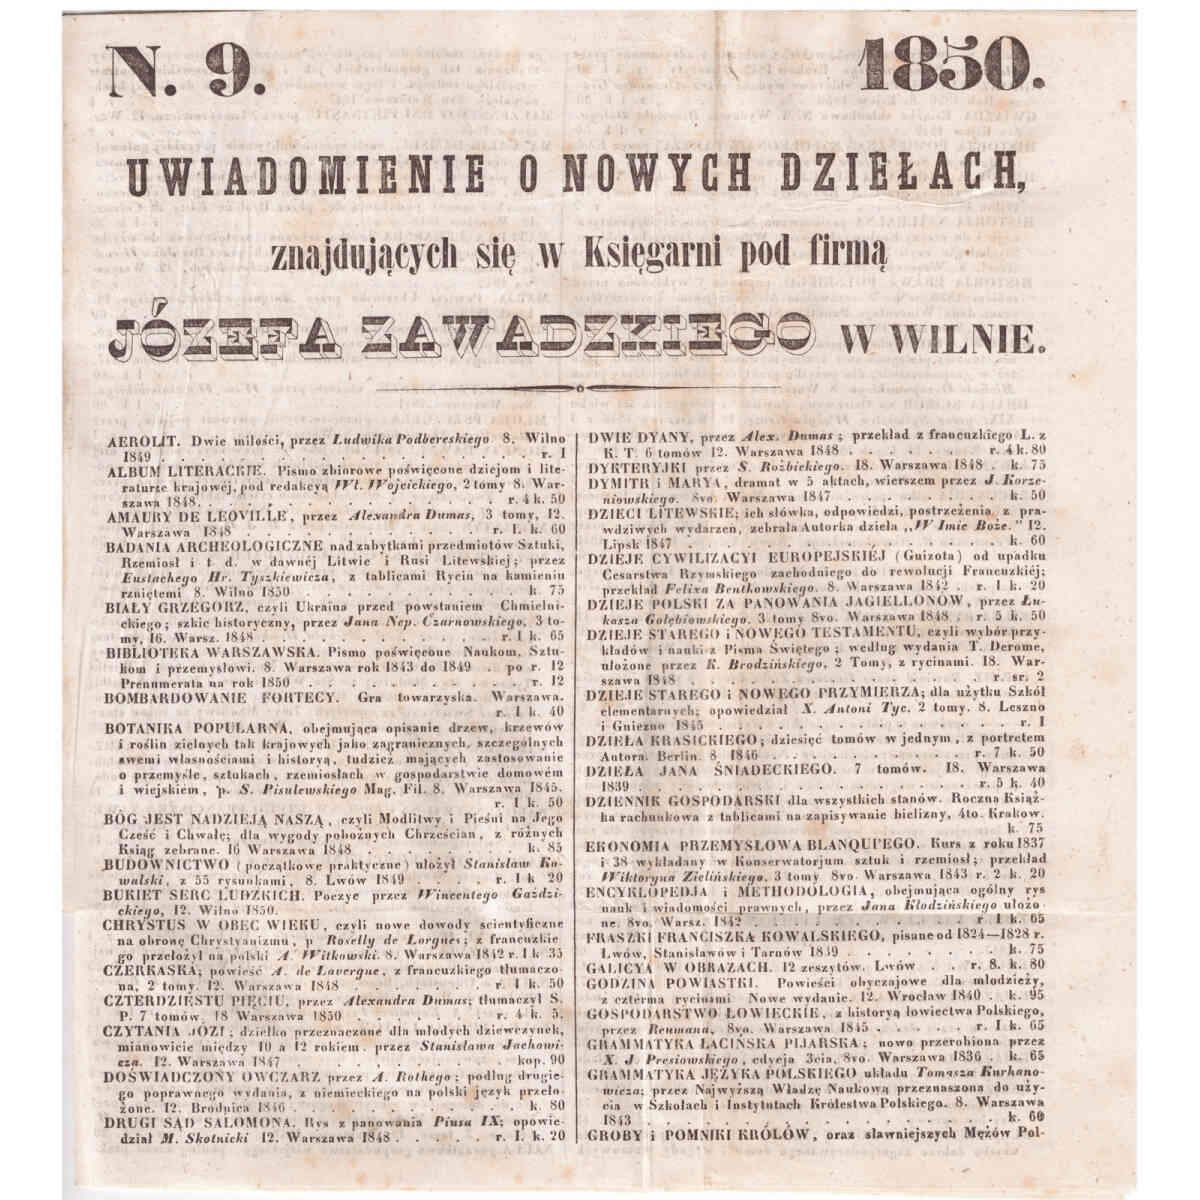 N. 9.
1850.
UWIADOMIENIE O NOWYCH DZIEŁACH,
znajdujących się w Księgarni pod firmą
JÓZEFA ZAWADZKIEGO W WILNIE.
AEROLIT. Dwie miłości, przez Ludwika Podbereskiego 8. Wilno
1849 . . . . . . . . . . r. 1
ALBUM LITERACKIE. Pismo zbiorowe poświęcone dziejom i lite-
raturze krajowéj, pod redakcyą Wł. Wojcickiego, 2 tomy 8. War-
szawa 1848. . . . . . . . . r. 4 k. 50
AMAURY DE LEOVILLE, przez Alexandra Dumas, 3 tomy, 12.
Warszawa 1848 . . . . . . . r. 1. k. 60
BADANIA ARCHEOLOGICZNE nad zabytkami przedmiotów Sztuki,
Rzemiosł i t d. w dawnéj Litwie i Rusi Litewskiej; przez
Eustachego Hr. Tyszkiewicza, z tablicami Rycin na kamieniu
rzniętemi 8. Wilno 1850 . . . . . . k. 75
BIAŁY GRZEGORZ, czyli Ukraina przed powstaniem Chmielni-
ckiego; szkic historyczny, przez Jana Nep. Czarnowskiego, 3 to-
my, 16. Warsz. 1848 . . . . . . r. 1 k. 65
BIBLIOTEKA WARSZAWSKA. Pismo poświęcone Naukom, Sztu-
kom i przemysłowi. 8. Warszawa rok 1843 do 1849 . po r. 12
Prenumerata na rok 1850 . . . . . . r. 12
BOMBARDOWANIE FORTECY. Gra towarzyska. Warszawa.
r. 1 k. 40
BOTANIKA POPULARNA, obejmująca opisanie drzew, krzewów
i roślin zielnych tak krajowych jako zagranicznych, szczególnych
swemi własnościami i historyą, tudzież mających zastosowanie
o przemyśle, sztukach, rzemiosłach w gospodarstwie domowém
i wiejskiem, p. S. Pisulewskiego Mag. Fil. 8. Warszawa 1845.
r. 1 k. 50
BÓG JEST NADZIEJĄ NASZĄ, czyli Modlitwy i Pieśni na Jego
Cześć i Chwałę; dla wygody pobożnych Chrześcian, z różnych
Ksiąg zebrane. 16 Warszawa 1848 . . . . k. 85
BUDOWNICTWO (początkowe praktyczne) ułożył Stanisław Ko-
walski, z 55 rysunkami, 8. Lwów 1849 . . . . r. 1 k 20
BUKIET SERC LUDZKICH. Poezye przez Wincentego Gaździ-
ckiego, 12. Wilno 1850.
CHRYSTUS W OBEC WIEKU, czyli nowe dowody scientyficzne
na obronę Chrystyanizmu, p Roselly de Lorgues; z francuzkie
go przełożył na polski A. Witkowski. 8. Warszawa 1842 r. 1 k 35
CZERKASKA; powieść A. de Lavergne, z francuzkiego tłumaczo-
na, 2 tomy. 12. Warszawa 1848 . . . . r. 1 k. 50
CZTERDZIESTU PIĘCIU, przez Alexandra Dumas; tłumaczył S.
P. 7 tomów. 18 Warszawa 1850 . . . . r. 4 k. 5.
CZYTANIA JÓZI; dziełko przeznaczone dla młodych dziewczynek,
mianowicie między 10 a 12 rokiem. przez Stanisława Jachowi-
cza. 12. Warszawa 1847 . . . . . kop. 90
DOŚWIADCZONY OWCZARZ przez A. Rothego; podług drugie-
go poprawnego wydania, z niemieckiego na polski język przeło-
żone. 12. Brodnica 1846 . . . . . . . k. 80
DRUGI SĄD SALOMONA. Rys z panowania Piusa IX; opowie-
dział M. Skotnicki 12. Warszawa 1848 . . . . r. 1. k. 20
DWIE DYANY, przez Alex. Dumas; przekład z francuzkiego L. z
K. T. 6 tomów 12. Warszawa 1848 . . . . r. 4 k. 80
DYKTERYJKI przez S. Rożbickiego. 18. Warszawa 1848 . k. 75
DYMITR i MARYA, dramat w 5 aktach, wierszem przez J. Korze-
niowskiego. 8vo. Warszawa 1847 . . . . . k. 50
DZIECI LITEWSKIE; ich słówka, odpowiedzi, postrzeżenia z pra-
wdziwych wydarzeń, zebrała Autorka dzieła „W Imie Boże." 12.
Lipsk 1847 . . . . . . . . k. 60
DZIEJE CYWILIZACYI EUROPEJSKIÉJ (Guizota) od upadku
Cesarstwa Rzymskiego zachodniego do rewolucji Francuzkiéj;
przekład Felixa Bentkowskiego. 8. Warszawa 1842 . r. 1 k. 20
DZIEJE POLSKI ZA PANOWANIA JAGIELLONÓW, przez Łu-
kasza Gołębiowskiego. 3 tomy 8vo. Warszawa 1848 . r. 5 k. 50
DZIEJE STAREGO i NOWEGO TESTAMENTU, czyli wybór przy-
kładów i nauki z Pisma Świętego; według wydania T. Derome,
ułożone przez K. Brodzińskiego, 2 Tomy, z rycinami. 18. War-
szawa 1848 . . . . . . . . r. sr. 2
DZIEJE STAREGO i NOWEGO PRZYMIERZA; dla użytku Szkół
elementarnych; opowiedział X. Antoni Tyc. 2 tomy. 8. Leszno
i Gniezno 1845 . . . . . . . . r. 1
DZIEŁA KRASICKIEGO; dziesięć tomów w jednym, z portretem
Autora. Berlin. 8 1846 . . . . . . r. 7 k. 50
DZIEŁA JANA ŚNIADECKIEGO. 7 tomów. 18. Warszawa
1839 . . . . . . . . . r. 5 k. 40
DZIENNIK GOSPODARSKI dla wszystkich stanów. Roczna Książ-
ka rachunkowa z tablicami na zapisywanie bielizny, 4to. Krakow.
k. 75
EKONOMIA PRZEMYSŁOWA BLANQUI'EGO. Kurs z roku 1837
i 38 wykładany w Konserwatorjum sztuk i rzemiosł; przekład
Wiktoryna Zielińskiego. 3 tomy 8vo. Warszawa 1843 r. 2 k. 20
ENCYKLOPEDJA i METHODOLOGIA, obejmująca ogólny rys
nauk i wiadomości prawnych, przez Jana Kłodzińskiego ułożo-
ne. 8vo. Warsz. 1842 . . . . . . r. 1 k. 65
FRASZKI FRANCISZKA KOWALSKIEGO, pisane od 1824—1828 r.
Lwów, Stanisławów i Tarnów 1839 . . . . k. 75
GALICYA W OBRAZACH. 12 zeszytów. Lwów . . r. 8. k. 80
GODZINA POWIASTKI. Powieści obyczajowe dla młodzieży,
z czterma rycinami Nowe wydanie. 12. Wrocław 1840 . k. 95
GOSPODARSTWO ŁOWIECKIE, z historyą łowiectwa Polskiego,
przez Reumana, 8vo. Warszawa 1845 . . . . r. 1 k. 65
GRAMMATYKA ŁACIŃSKA PIJARSKA; nowo przerobiona przez
X. J. Presiowskiego, edycja 3cia, 8vo. Warszawa 1836 . k. 65
GRAMMATYKA JĘZYKA POLSKIEGO układu Tomasza Kurhano-
wicza; przez Najwyższą Władzę Naukową przeznaszona do uży-
cia w Szkołach i Instytutach Królestwa Polskiego. 8. Warszawa
1843 . . . . . . . . . k. 60
GROBY i POMNIKI KRÓLÓW, oraz sławniejszych Mężów Pol-